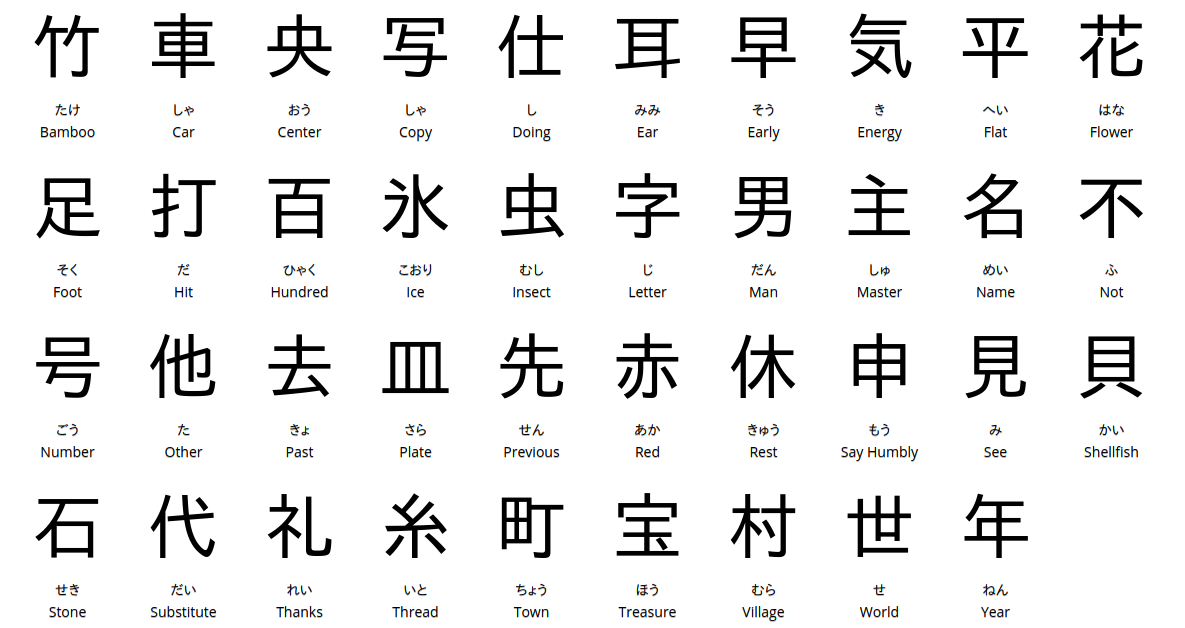 竹 車 央 写 仕 耳 早 気 平 花
たけ しゃ おう しゃ し みみ そう き へい はな
Bamboo Car Center Copy Doing Ear Early Energy Flat Flower
足 打 百 氷 虫 字 男 主 名 不
そく だ ひゃく こおり むし じ だん しゅ めい ふ
Foot Hit Hundred Ice Insect Letter Man Master Name Not
号 他 去 皿 先 赤 休 申 見 貝
ごう た きょ さら せん あか きゅう もう み かい
Number Other Past Plate Previous Red Rest Say Humbly See Shellfish
石 代 礼 糸 町 宝 村 世 年
せき だい れい いと ちょう ほう むら せ ねん
Stone Substitute Thanks Thread Town Treasure Village World Year